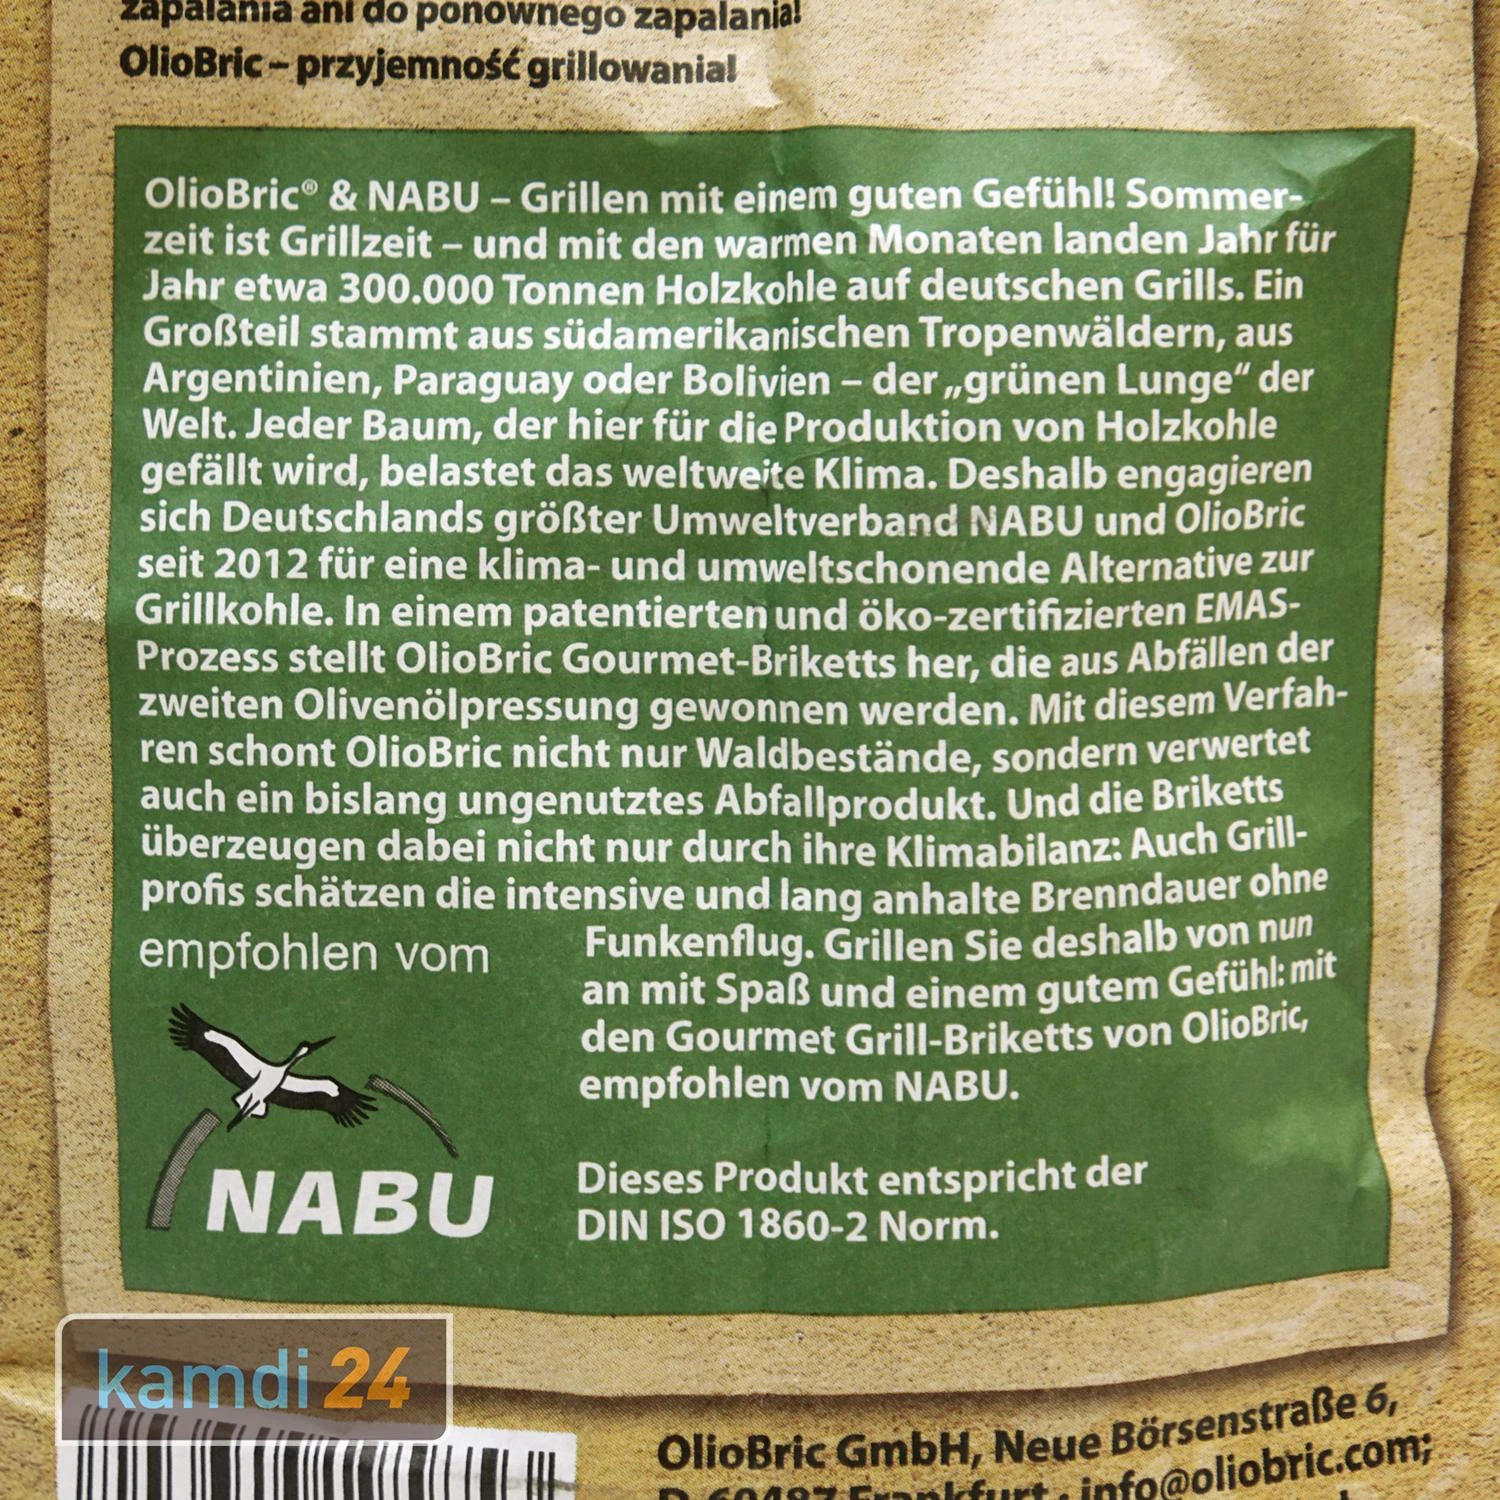 zapalania ani do ponownego zapalania!
OlioBric – przyjemność grillowania!
OlioBric® & NABU – Grillen mit einem guten Gefühl! Sommer-
zeit ist Grillzeit – und mit den warmen Monaten landen Jahr für
Jahr etwa 300.000 Tonnen Holzkohle auf deutschen Grills. Ein
Großteil stammt aus südamerikanischen Tropenwäldern, aus
Argentinien, Paraguay oder Bolivien – der „grünen Lunge“ der
Welt. Jeder Baum, der hier für die Produktion von Holzkohle
gefällt wird, belastet das weltweite Klima. Deshalb engagieren
sich Deutschlands größter Umweltverband NABU und OlioBric
seit 2012 für eine klima- und umweltschonende Alternative zur
Grillkohle. In einem patentierten und öko-zertifizierten EMAS-
Prozess stellt OlioBric Gourmet-Briketts her, die aus Abfällen der
zweiten Olivenölpressung gewonnen werden. Mit diesem Verfah-
ren schont OlioBric nicht nur Waldbestände, sondern verwertet
auch ein bislang ungenutztes Abfallprodukt. Und die Briketts
überzeugen dabei nicht nur durch ihre Klimabilanz: Auch Grill-
profis schätzen die intensive und lang anhalte Brenndauer ohne
Funkenflug. Grillen Sie deshalb von nun
an mit Spaß und einem gutem Gefühl: mit
den Gourmet Grill-Briketts von OlioBric,
empfohlen vom NABU.
empfohlen vom
NABU
Dieses Produkt entspricht der
DIN ISO 1860-2 Norm.
kamdi24
OlioBric GmbH, Neue Börsenstraße 6,
D-60487 Frankfurt · info@oliobric.com;